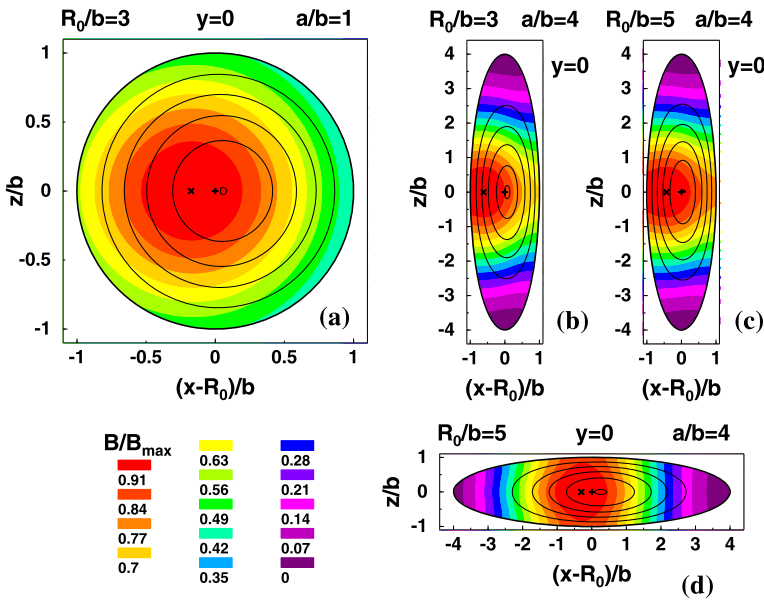 R₀/b=3 y=0 a/b=1
z/b
1
0.5
0
-0.5
-1
-1 -0.5 0 0.5 1
(x-R₀)/b
(a)
R₀/b=3 a/b=4
y=0
z/b
4
3
2
1
0
-1
-2
-3
-4
-1 0 1
(x-R₀)/b
(b)
R₀/b=5 a/b=4
y=0
4
3
2
1
0
-1
-2
-3
-4
-1 0 1
(x-R₀)/b
(c)
B/Bmax
0.91
0.84
0.77
0.7
0.63
0.56
0.49
0.42
0.35
0.28
0.21
0.14
0.07
0
R₀/b=5 y=0 a/b=4
z/b
1
0
-1
-4 -3 -2 -1 0 1 2 3 4
(x-R₀)/b
(d)